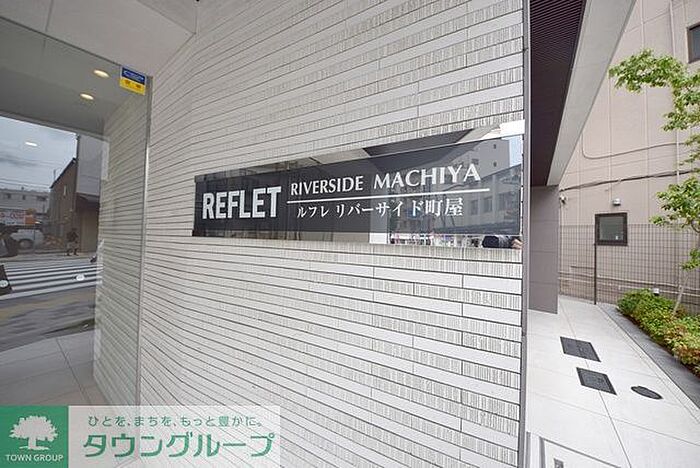 REFLET
RIVERSIDE MACHIYA
ルフレ リバーサイド町屋
ひとを、まちを、もっと豊かに。
タウングループ
TOWN GROUP